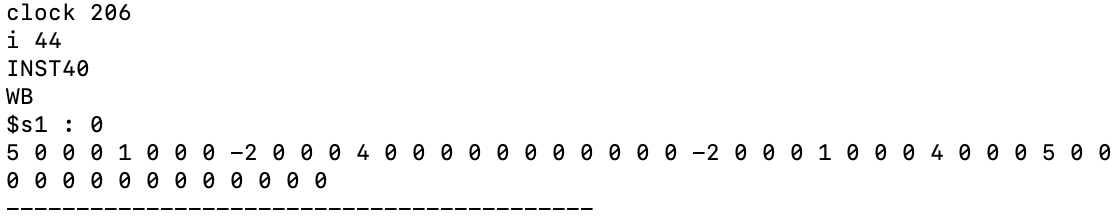 clock 206
i 44
INST40
WB
$s1 : 0
5 0 0 0 1 0 0 0 -2 0 0 0 4 0 0 0 0 0 0 0 0 0 0 0 -2 0 0 0 1 0 0 0 4 0 0 0 5 0 0
0 0 0 0 0 0 0 0 0 0 0 0
------------------------------------------